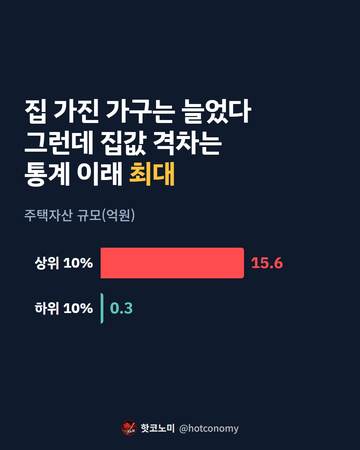 집 가진 가구는 늘었다
그런데 집값 격차는
통계 이래 최대
주택자산 규모(억원)
상위 10% 15.6
하위 10% 0.3
핫코노미 @hotconomy